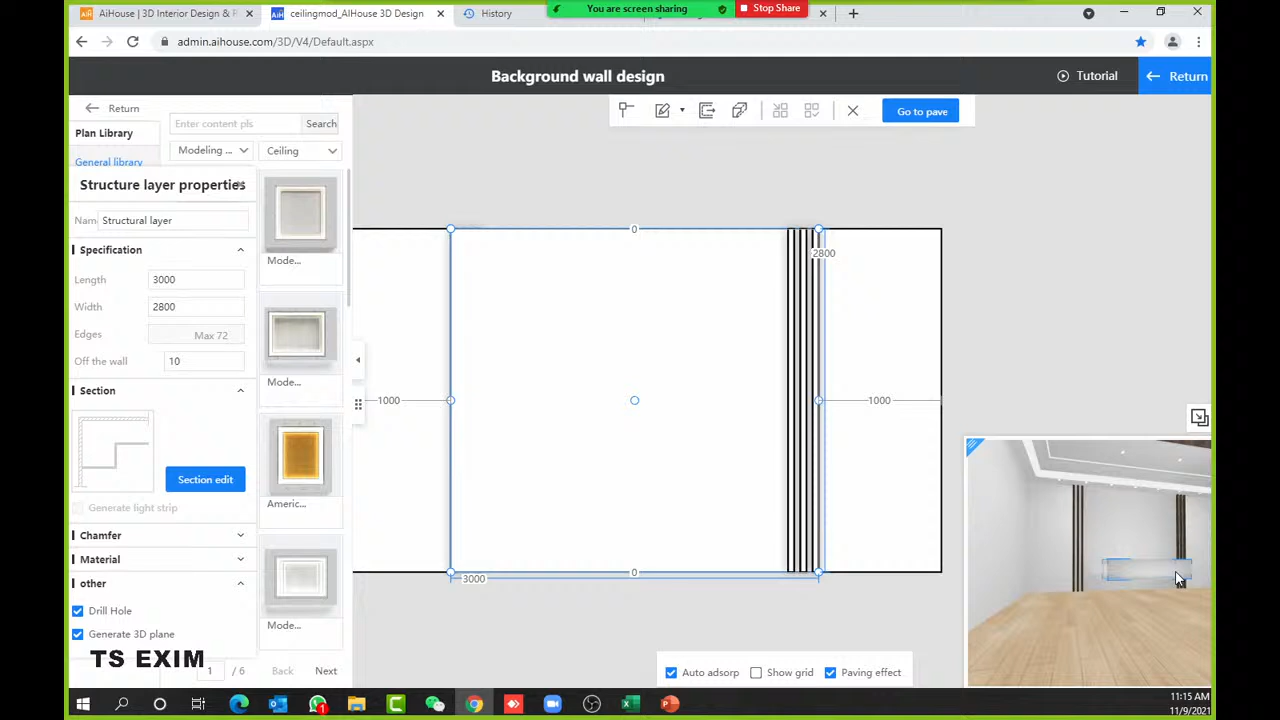 AiHouse | 3D Interior Design & 
ceilingmod_AIHouse 3D Design
History
You are screen sharing
Stop Share
admin.aihouse.com/3D/V4/Default.aspx
Background wall design
Tutorial
Return
Return
Enter content pls
Search
Plan Library
General library
Modeling ...
Ceiling
Go to pave
Structure layer properties
Nam
Structural layer
Specification
Length
3000
Width
2800
Edges
Max 72
Off the wall
10
Section
Section edit
Generate light strip
Chamfer
Material
other
Drill Hole
Generate 3D plane
Mode...
Mode...
Americ...
Mode...
1
/ 6
Back
Next
0
2800
1000
1000
3000
0
Auto adsorp
Show grid
Paving effect
TS EXIM
1
11:15 AM
11/9/2021